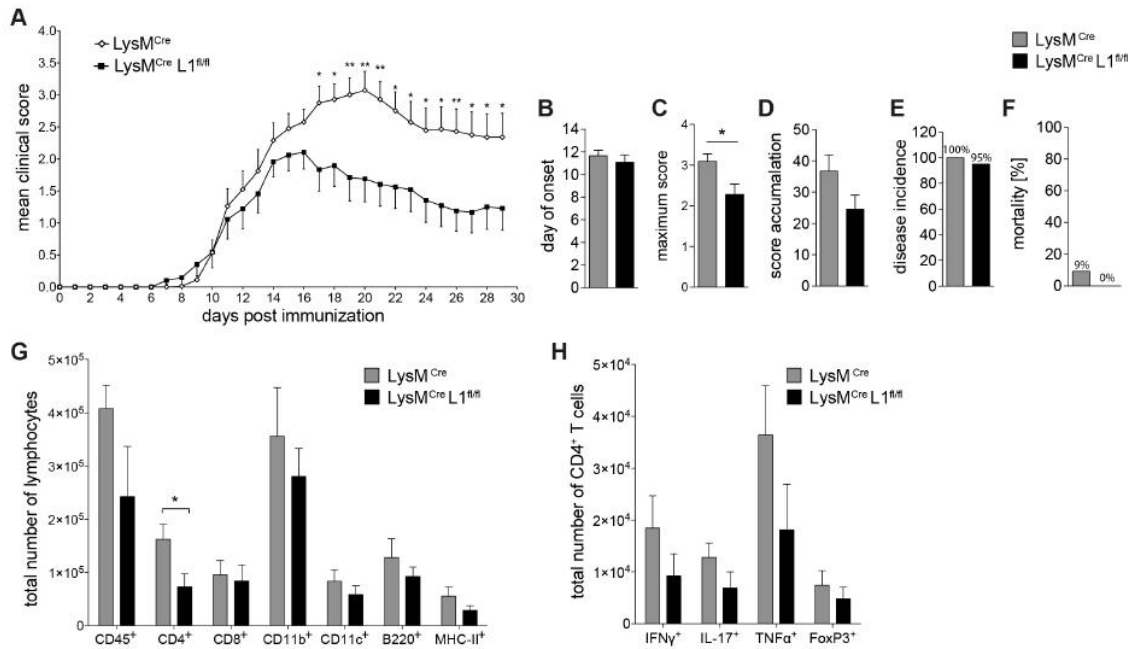 A
LysMCre
LysMCre L1fl/fl
mean clinical score
4.0
3.5
3.0
2.5
2.0
1.5
1.0
0.5
0.0
* * ** ** ** * * * * ** * * *
0 2 4 6 8 10 12 14 16 18 20 22 24 26 28 30
days post immunization
LysMCre
LysMCre L1fl/fl
B
day of onset
14
12
10
8
6
4
2
0
C
maximum score
4
3
2
1
0
*
D
score accumalation
50
40
30
20
10
0
E
disease incidence
120
100
80
60
40
20
0
100%
95%
F
mortality [%]
100
80
60
40
20
0
9%
0%
G
total number of lymphocytes
5×10⁵
4×10⁵
3×10⁵
2×10⁵
1×10⁵
0
*
LysM Cre
LysMCre L1fl/fl
CD45+ CD4+ CD8+ CD11b+ CD11c+ B220+ MHC-II+
H
total number of CD4+ T cells
5×10⁴
4×10⁴
3×10⁴
2×10⁴
1×10⁴
0
LysM Cre
LysMCre L1fl/fl
IFNγ+ IL-17+ TNFα+ FoxP3+